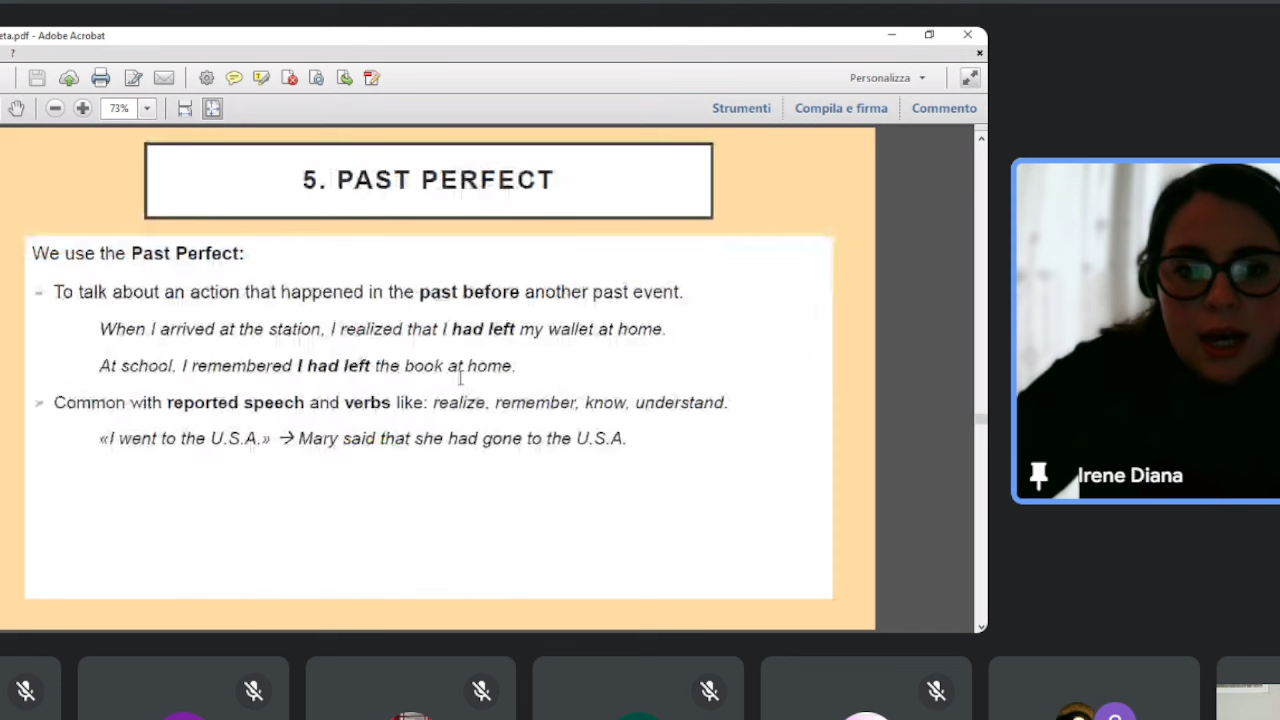 eta.pdf - Adobe Acrobat
?
73%
Personalizza
Strumenti
Compila e firma
Commento
5. PAST PERFECT
We use the Past Perfect:
- To talk about an action that happened in the past before another past event.
When I arrived at the station, I realized that I had left my wallet at home.
At school, I remembered I had left the book at home.
Common with reported speech and verbs like: realize, remember, know, understand.
«I went to the U.S.A.» → Mary said that she had gone to the U.S.A.
Irene Diana